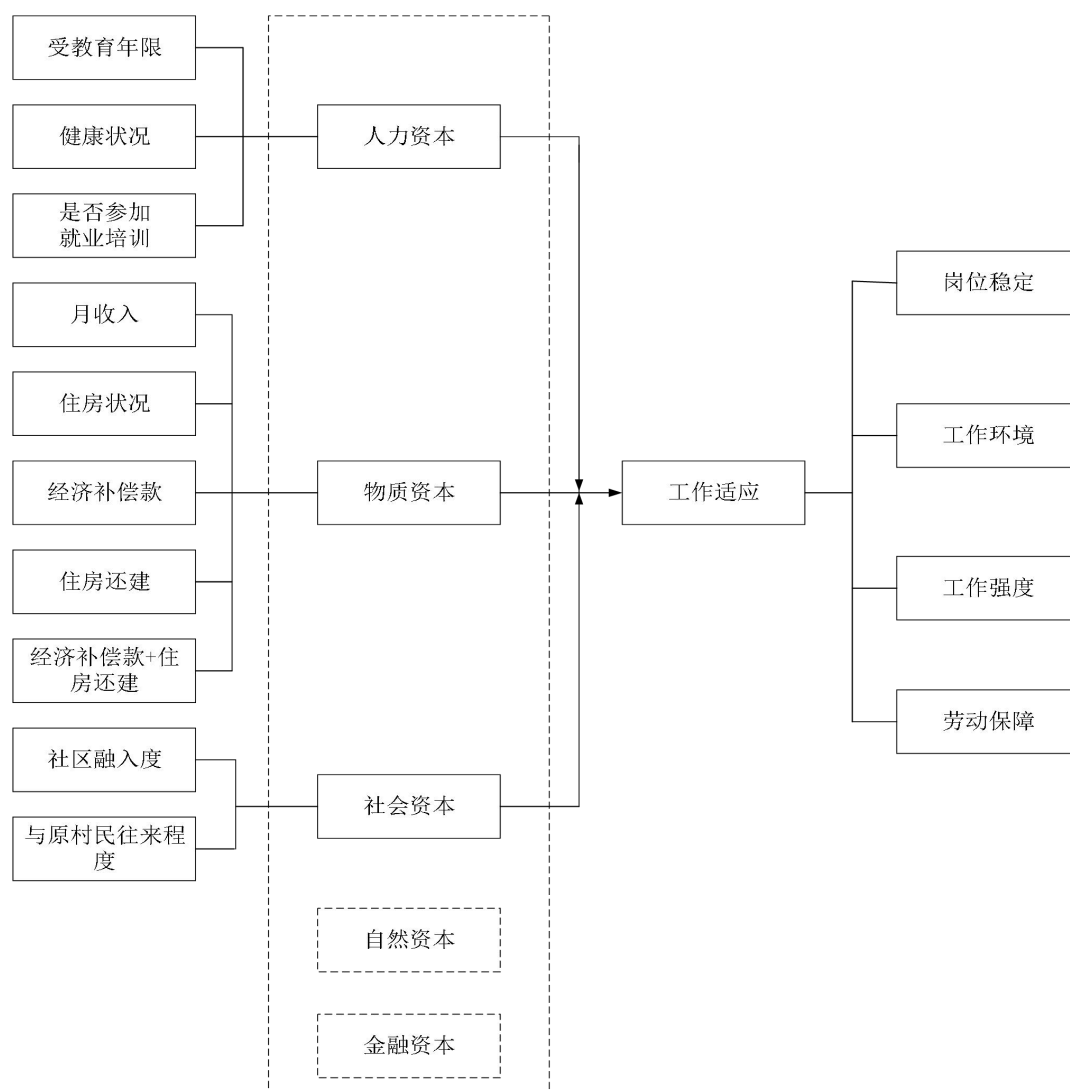 受教育年限
健康状况
是否参加
就业培训
月收入
住房状况
经济补偿款
住房还建
经济补偿款+住
房还建
社区融入度
与原村民往来程
度
人力资本
物质资本
社会资本
自然资本
金融资本
工作适应
岗位稳定
工作环境
工作强度
劳动保障